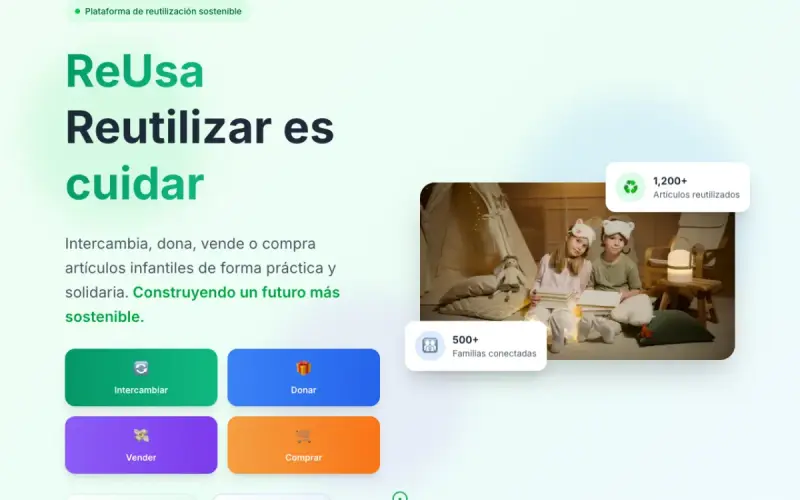 Plataforma de reutilización sostenible
ReUsa
Reutilizar es
cuidar
Intercambia, dona, vende o compra
artículos infantiles de forma práctica y
solidaria. Construyendo un futuro más
sostenible.
Intercambiar
Donar
Vender
Comprar
1,200+
Artículos reutilizados
500+
Familias conectadas